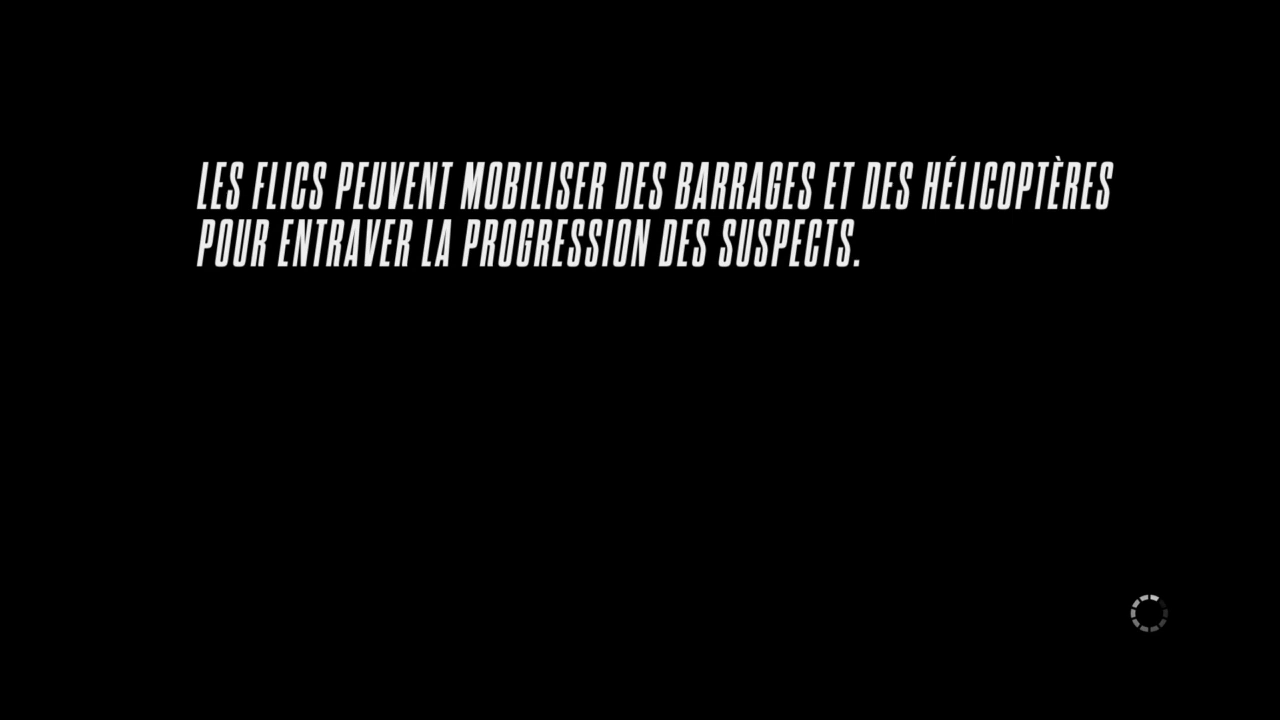 LES FLICS PEUVENT MOBILISER DES BARRAGES ET DES HÉLICOPTÈRES
POUR ENTRAVER LA PROGRESSION DES SUSPECTS.